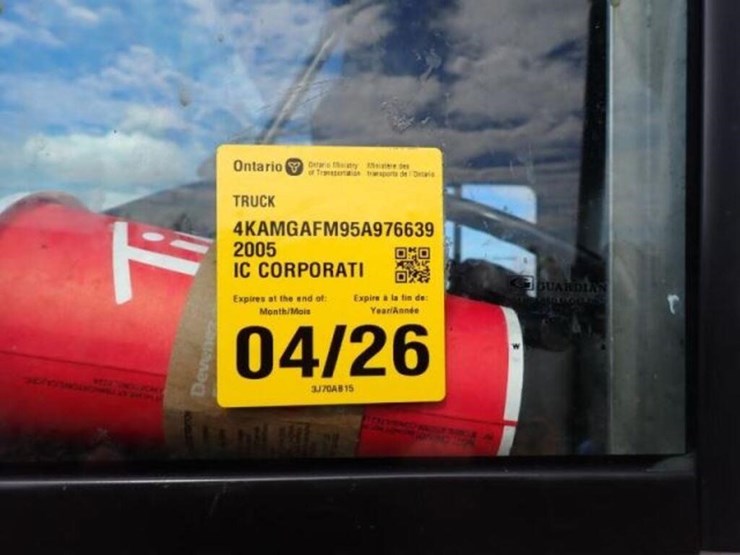 Ontario
Ontario Ministry
of Transportation
Ministère des
transports de l'Ontario
TRUCK
4KAMGAFM95A976639
2005
IC CORPORATI
Expires at the end of:
Month/Mois
Expire à la fin de:
Year/Année
04/26
3J70AB15
Ti
GUARDIAN